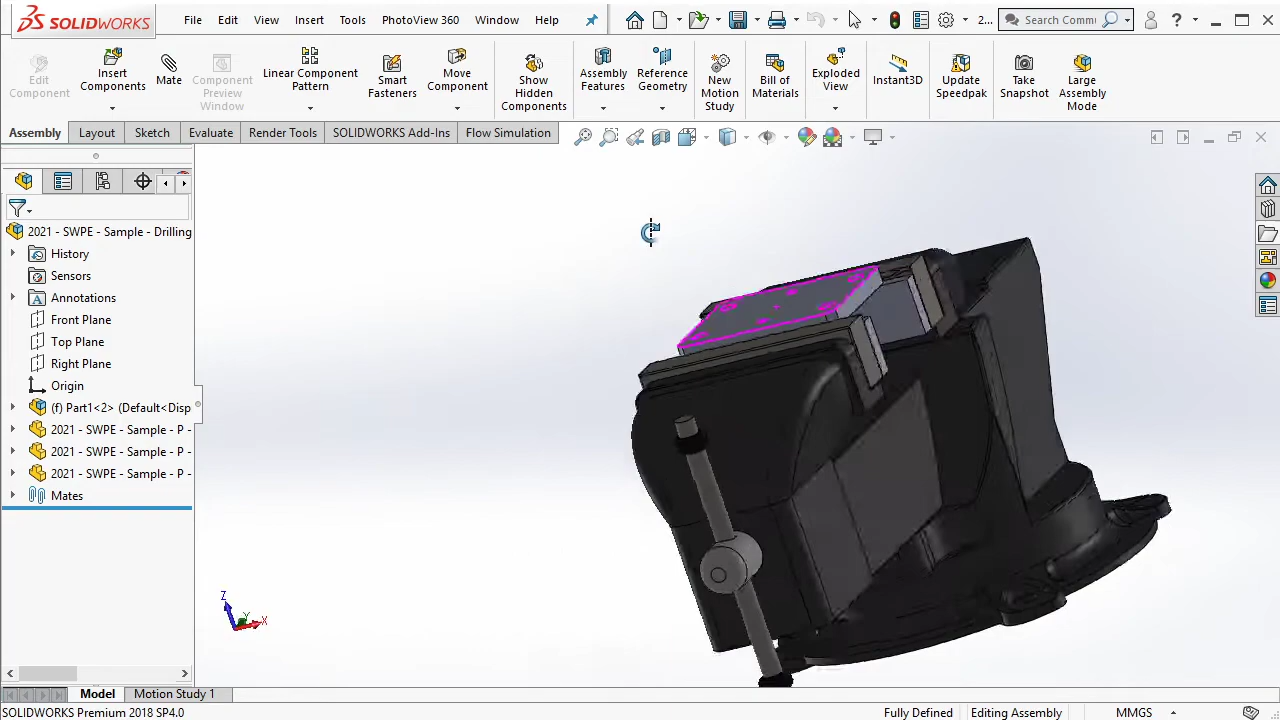 SOLIDWORKS File Edit View Insert Tools PhotoView 360 Window Help 2... Search Commu
Edit Component
Insert Components
Mate
Component Preview Window
Linear Component Pattern
Smart Fasteners
Move Component
Show Hidden Components
Assembly Features
Reference Geometry
New Motion Study
Bill of Materials
Exploded View
Instant3D
Update Speedpak
Take Snapshot
Large Assembly Mode
Assembly Layout Sketch Evaluate Render Tools SOLIDWORKS Add-Ins Flow Simulation
2021 - SWPE - Sample - Drilling
History
Sensors
Annotations
Front Plane
Top Plane
Right Plane
Origin
(f) Part1<2> (Default<Disp
2021 - SWPE - Sample - P -
2021 - SWPE - Sample - P -
2021 - SWPE - Sample - P -
Mates
Z Y X
Model Motion Study 1
SOLIDWORKS Premium 2018 SP4.0 Fully Defined Editing Assembly MMGS